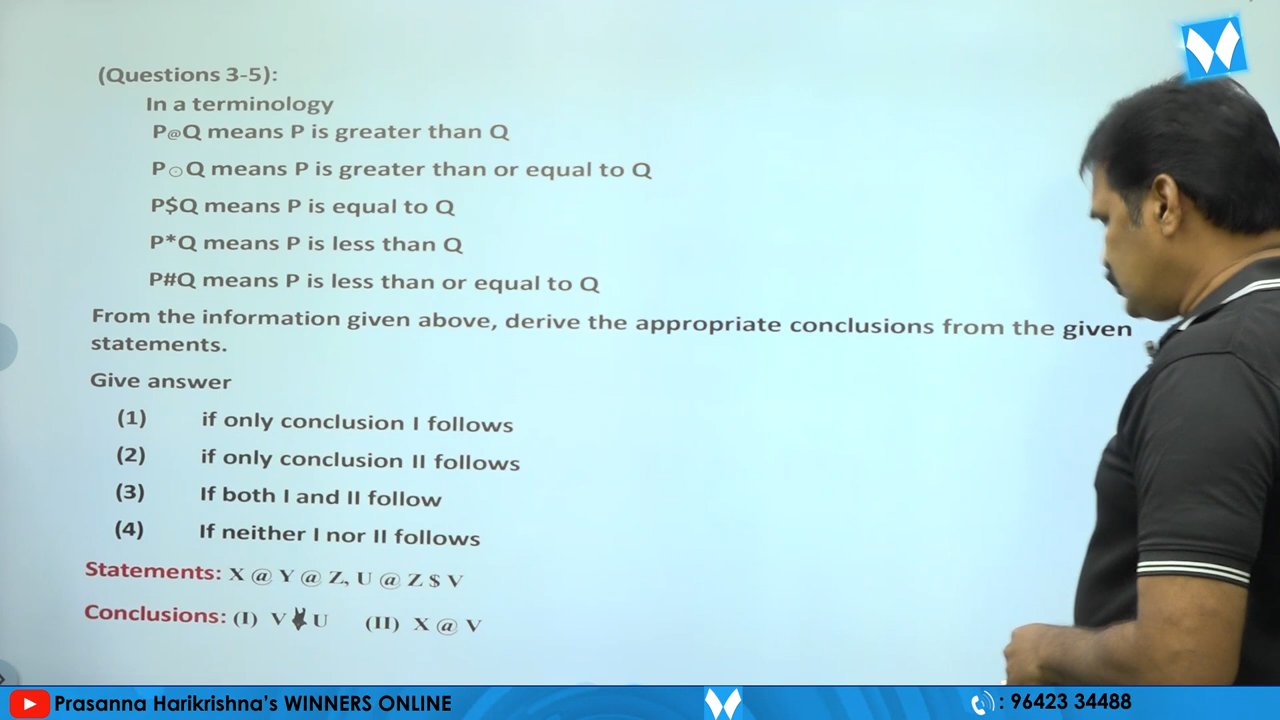 (Questions 3-5):
In a terminology
P@Q means P is greater than Q
P⊙Q means P is greater than or equal to Q
P$Q means P is equal to Q
P*Q means P is less than Q
P#Q means P is less than or equal to Q
From the information given above, derive the appropriate conclusions from the given
statements.
Give answer
(1) if only conclusion I follows
(2) if only conclusion II follows
(3) If both I and II follow
(4) If neither I nor II follows
Statements: X @ Y @ Z, U @ Z $ V
Conclusions: (I) V U (II) X @ V
Prasanna Harikrishna's WINNERS ONLINE : 96423 34488